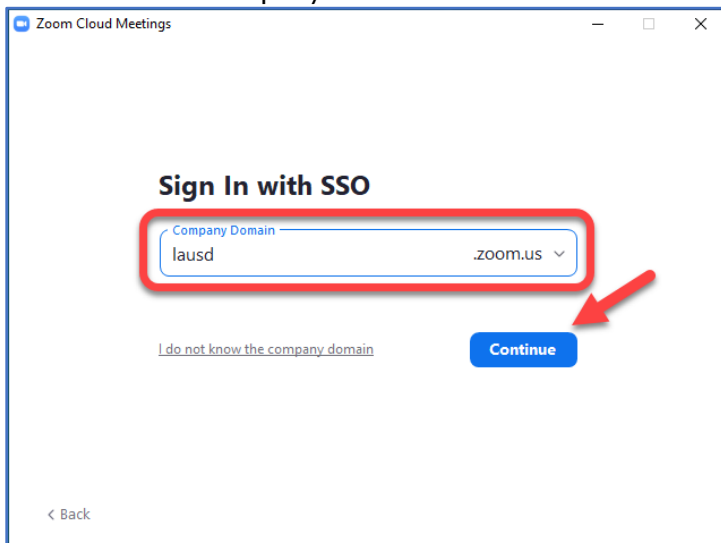 Zoom Cloud Meetings
Sign In with SSO
Company Domain
lausd .zoom.us
I do not know the company domain Continue
< Back